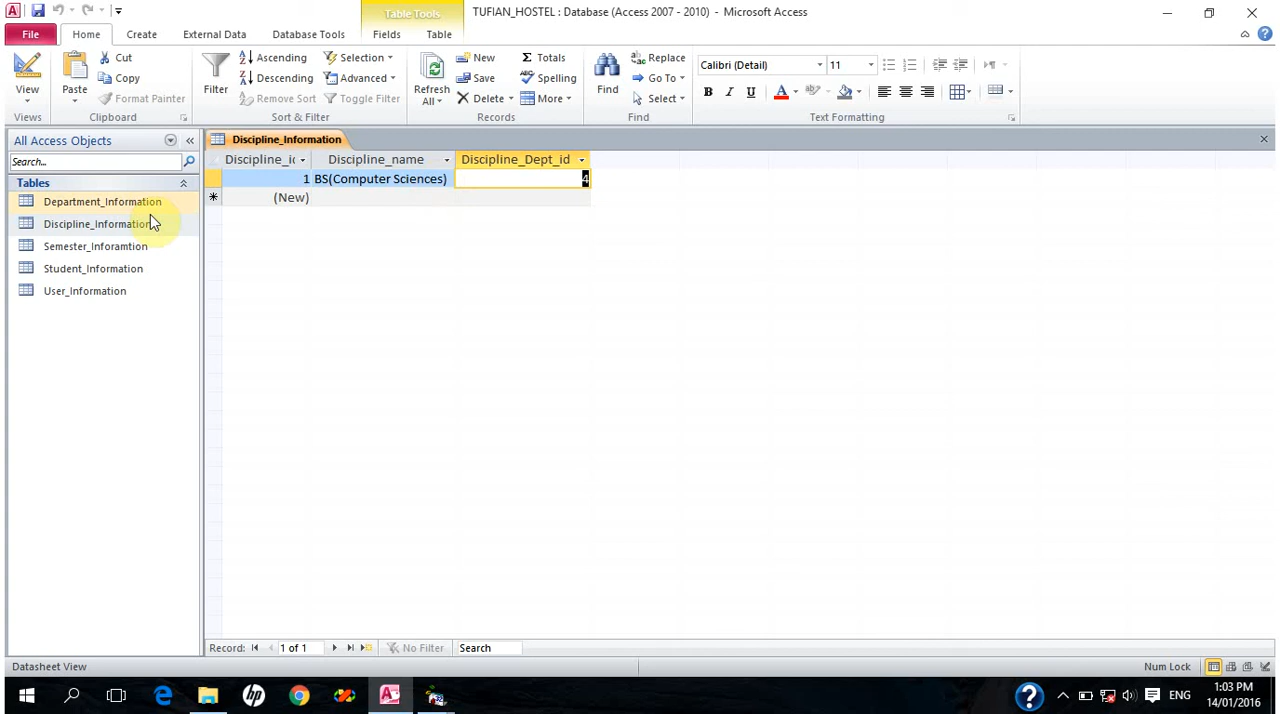 TUFIAN_HOSTEL : Database (Access 2007 - 2010) - Microsoft Access
Table Tools
File Home Create External Data Database Tools Fields Table
View
Views
Paste
Cut
Copy
Format Painter
Clipboard
Filter
Ascending
Descending
Remove Sort
Selection
Advanced
Toggle Filter
Sort & Filter
Refresh
All
New
Save
Delete
Totals
Spelling
More
Records
Find
Replace
Go To
Select
Find
Calibri (Detail) 11
B I U A
Text Formatting
All Access Objects
Search...
Tables
Department_Information
Discipline_Information
Semester_Inforamtion
Student_Information
User_Information
Discipline_Information
Discipline_ic Discipline_name Discipline_Dept_id
1 BS(Computer Sciences) 4
(New)
Record: 1 of 1 No Filter Search
Datasheet View
Num Lock
ENG
1:03 PM
14/01/2016